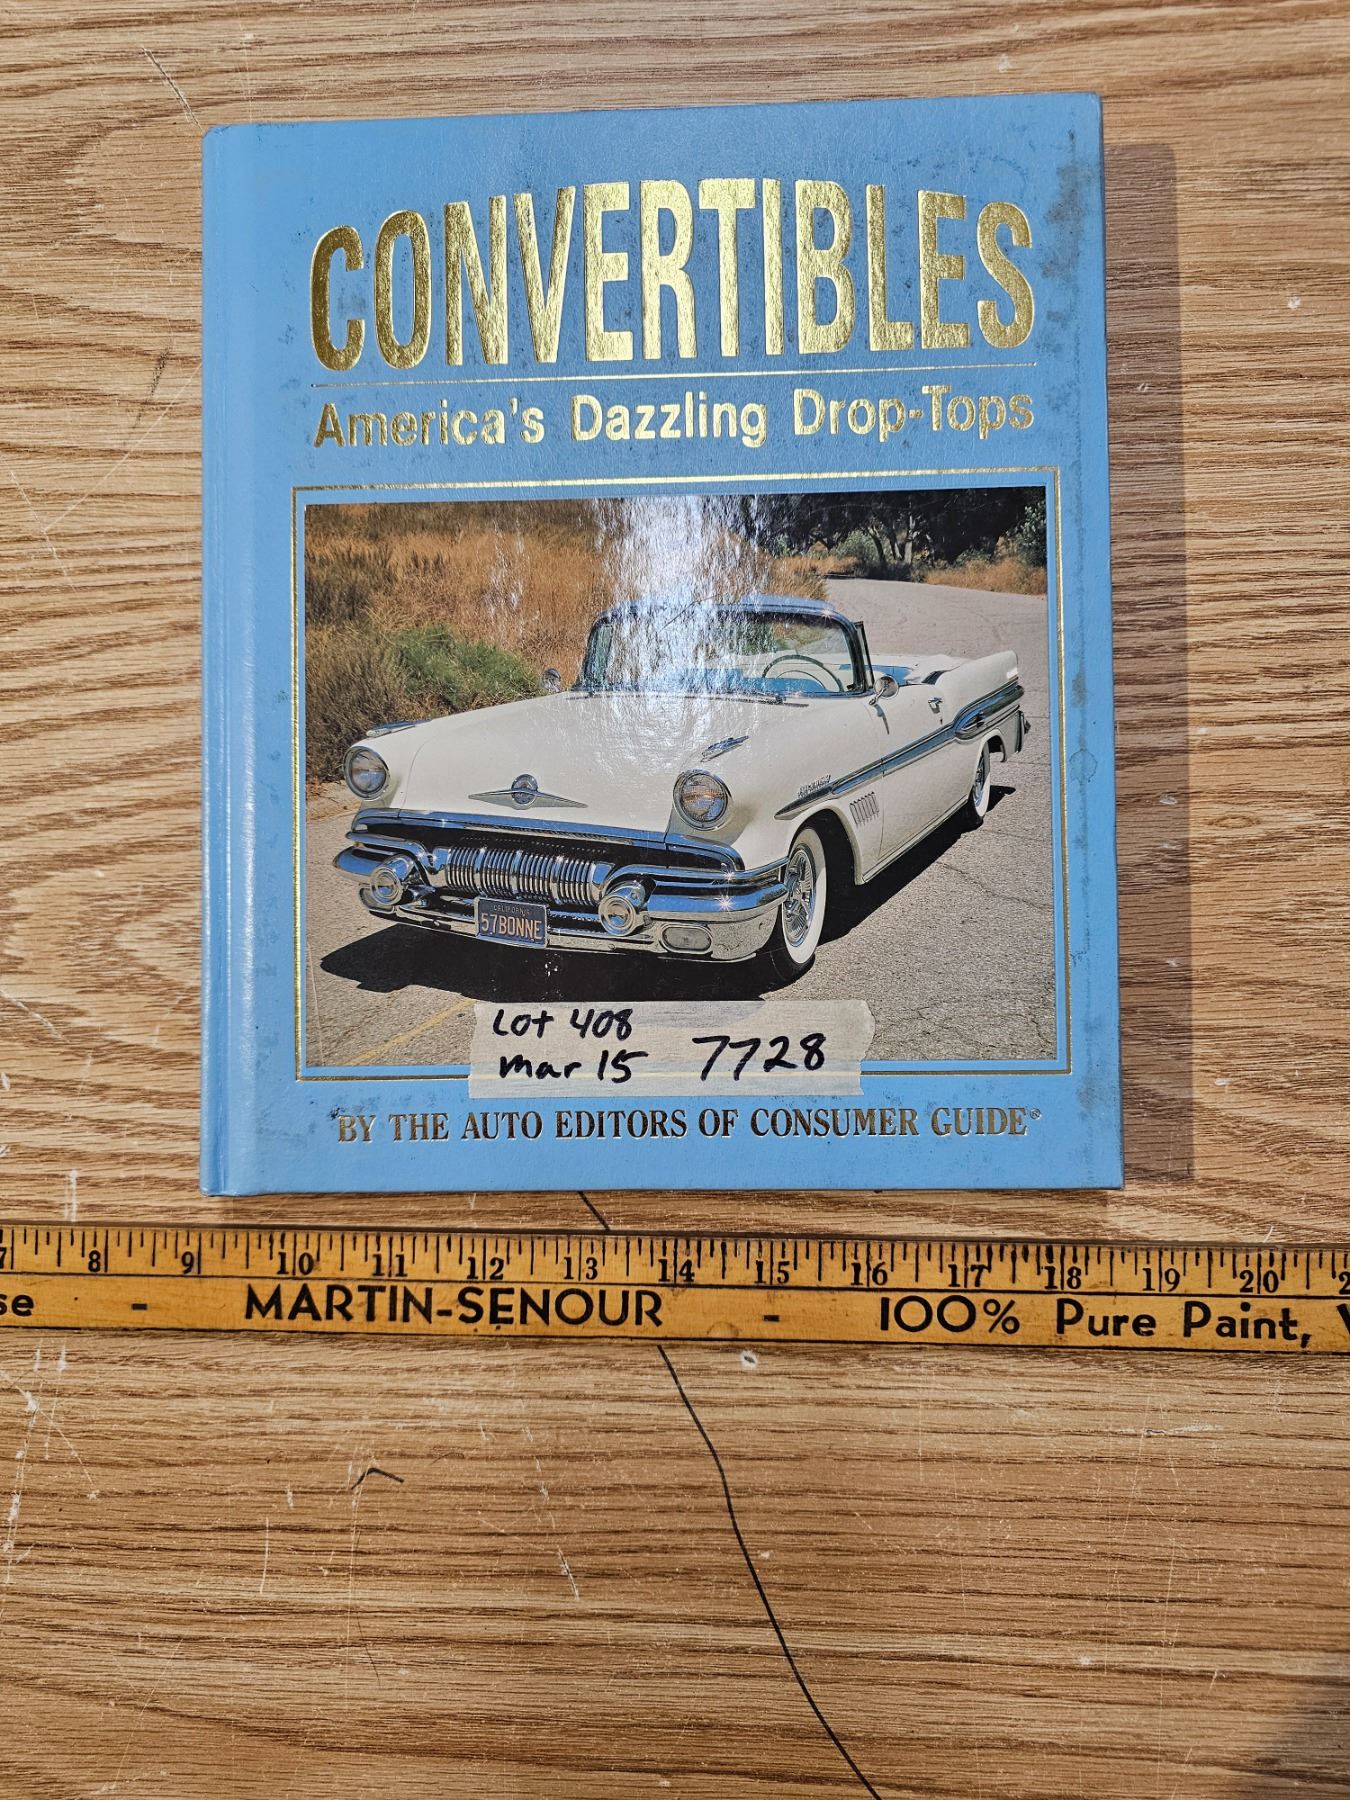 CONVERTIBLES
America's Dazzling Drop-Tops
CALIFORNIA
57BONNE
Lot 408
mar 15 7728
BY THE AUTO EDITORS OF CONSUMER GUIDE®
7 8 9 10 11 12 13 14 15 16 17 18 19 20 2
se - MARTIN-SENOUR - 100% Pure Paint,